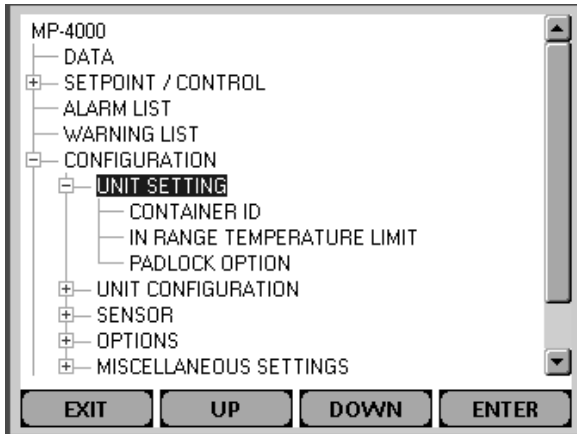 MP-4000
DATA
SETPOINT / CONTROL
ALARM LIST
WARNING LIST
CONFIGURATION
UNIT SETTING
CONTAINER ID
IN RANGE TEMPERATURE LIMIT
PADLOCK OPTION
UNIT CONFIGURATION
SENSOR
OPTIONS
MISCELLANEOUS SETTINGS
EXIT UP DOWN ENTER